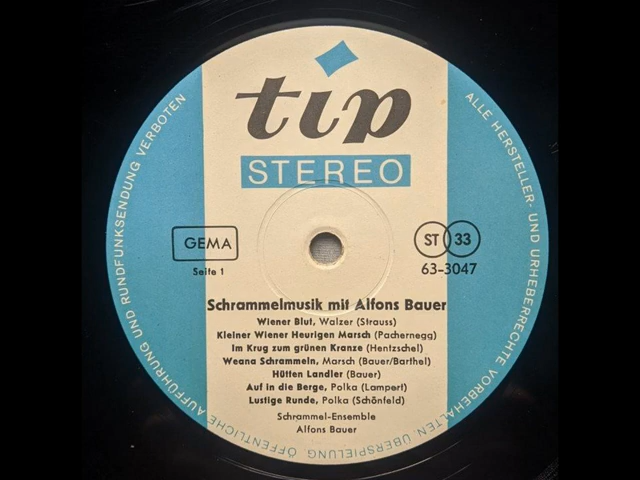 tip
STEREO
GEMA
Seite 1
ST 33
63-3047
Schrammelmusik mit Alfons Bauer
Wiener Blut, Walzer (Strauss)
Kleiner Wiener Heurigen Marsch (Pachernegg)
Im Krug zum grünen Kranze (Hentzschel)
Weana Schrammeln, Marsch (Bauer/Barthel)
Hütten Landler (Bauer)
Auf in die Berge, Polka (Lampert)
Lustige Runde, Polka (Schönfeld)
Schrammel-Ensemble
Alfons Bauer
ALLE HERSTELLER- UND URHEBERRECHTE VORBEHALTEN. ÜBERSPIELUNG, ÖFFENTLICHE AUFFÜHRUNG UND RUNDFUNKSENDUNG VERBOTEN